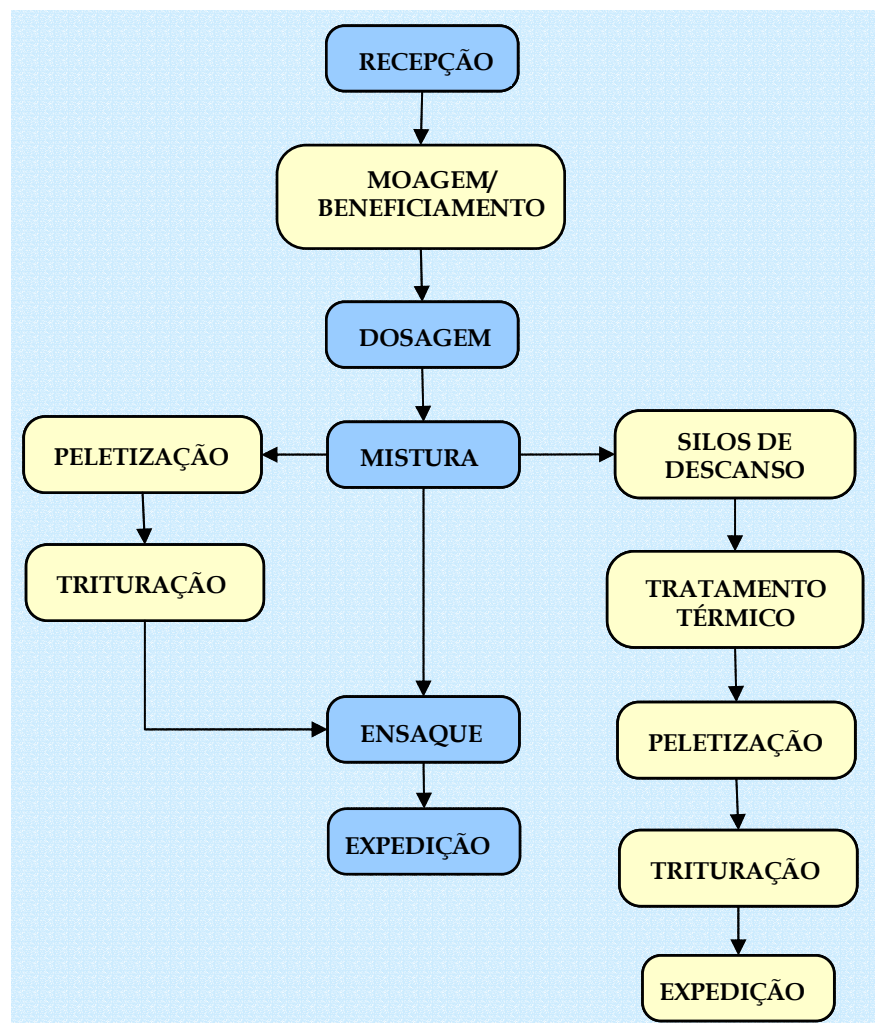 RECEPÇÃO
MOAGEM/
BENEFICIAMENTO
DOSAGEM
PELETIZAÇÃO
MISTURA
SILOS DE
DESCANSO
TRITURAÇÃO
TRATAMENTO
TÉRMICO
ENSAQUE
PELETIZAÇÃO
EXPEDIÇÃO
TRITURAÇÃO
EXPEDIÇÃO